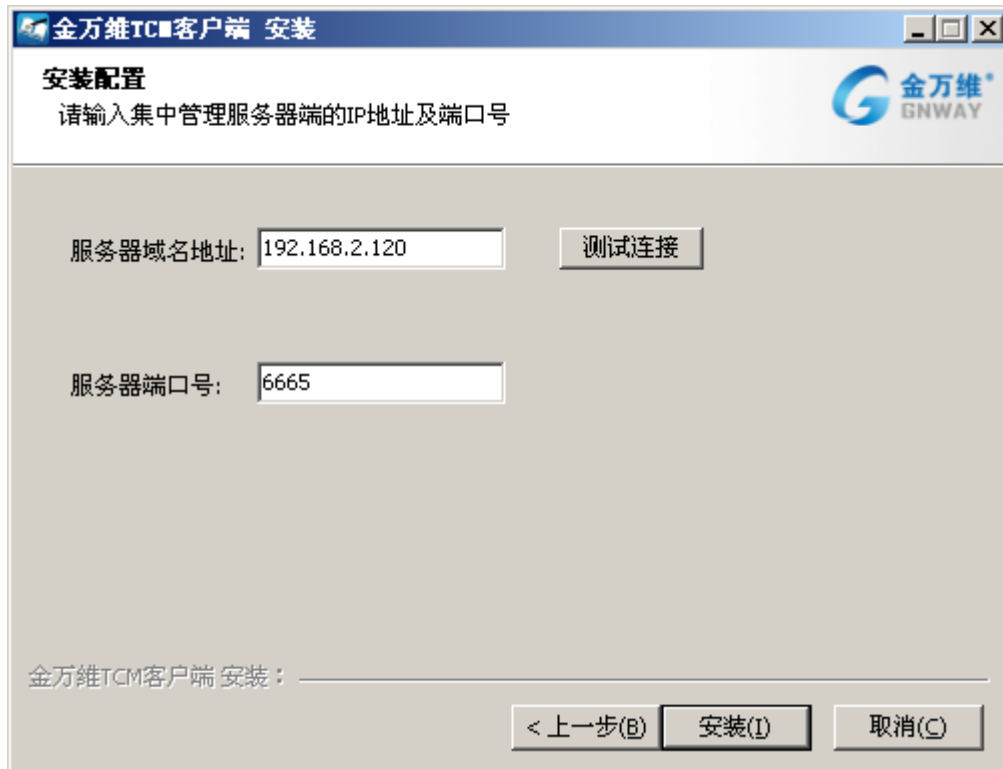 金万维TCM客户端 安装
安装配置
请输入集中管理服务器端的IP地址及端口号
金万维®
GNWAY
服务器域名地址: 192.168.2.120 测试连接
服务器端口号: 6665
金万维TCM客户端 安装:
< 上一步(B) 安装(I) 取消(C)